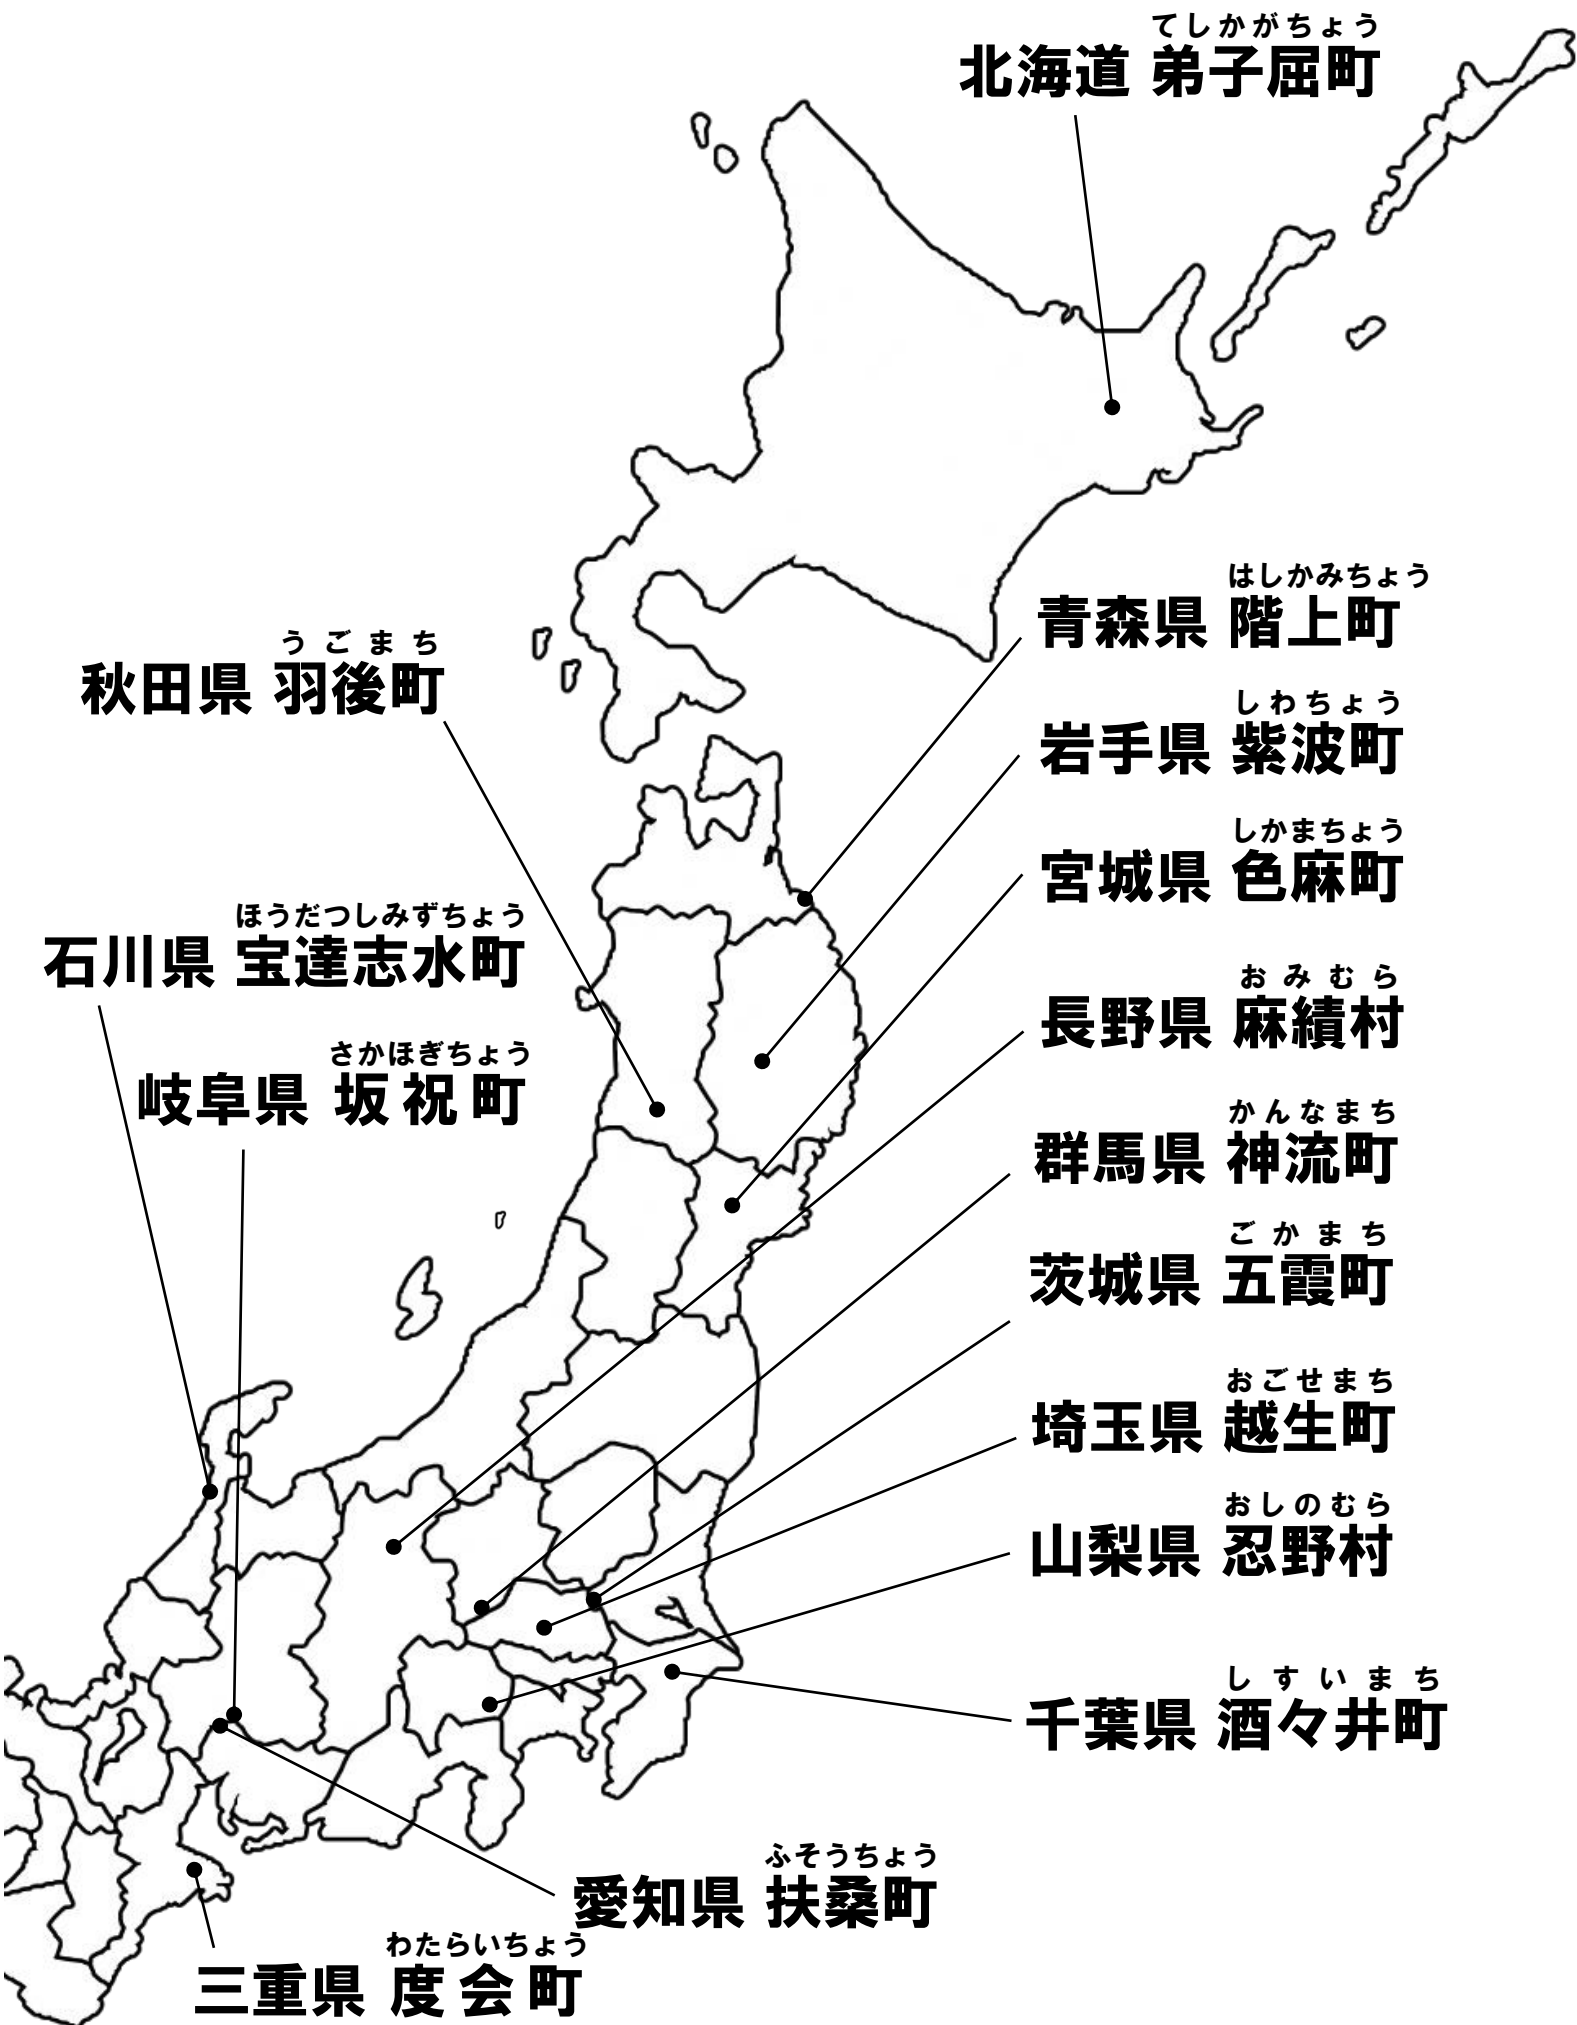 てしかがちょう
北海道 弟子屈町
はしかみちょう
青森県 階上町
うごまち
秋田県 羽後町
しわちょう
岩手県 紫波町
しかまちょう
宮城県 色麻町
ほうだつしみずちょう
石川県 宝達志水町
おみむら
長野県 麻績村
さかほぎちょう
岐阜県 坂祝町
かんなまち
群馬県 神流町
ごかまち
茨城県 五霞町
おごせまち
埼玉県 越生町
おしのむら
山梨県 忍野村
しすいまち
千葉県 酒々井町
ふそうちょう
愛知県 扶桑町
わたらいちょう
三重県 度会町